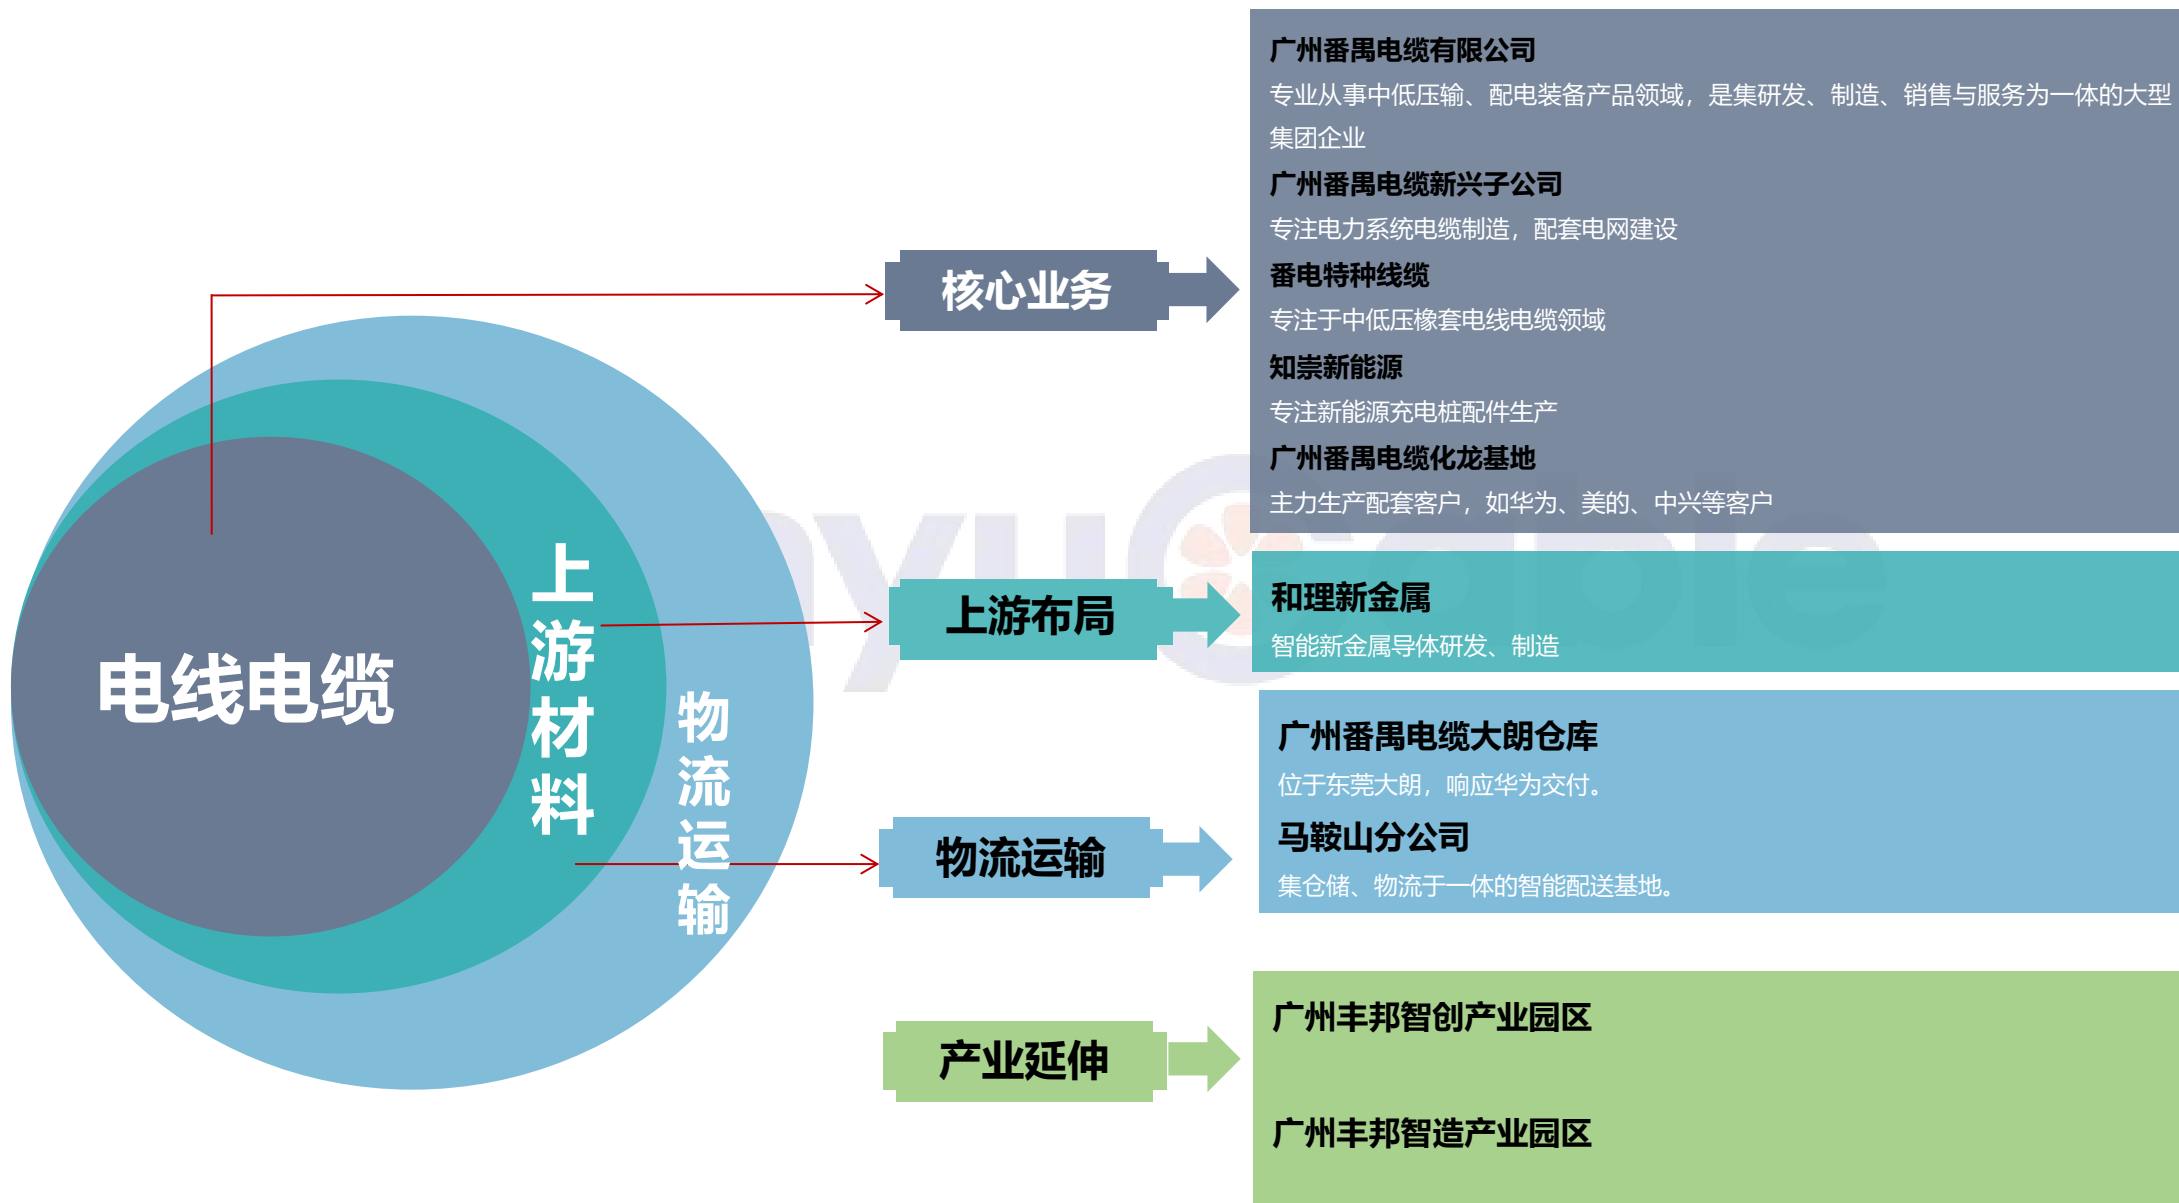 电线电缆
上游材料
物流运输
核心业务
广州番禺电缆有限公司
专业从事中低压输、配电装备产品领域，是集研发、制造、销售与服务为一体的大型
集团企业
广州番禺电缆新兴子公司
专注电力系统电缆制造，配套电网建设
番电特种线缆
专注于中低压橡套电线电缆领域
知崇新能源
专注新能源充电桩配件生产
广州番禺电缆化龙基地
主力生产配套客户，如华为、美的、中兴等客户
上游布局
和理新金属
智能新金属导体研发、制造
物流运输
广州番禺电缆大朗仓库
位于东莞大朗，响应华为交付。
马鞍山分公司
集仓储、物流于一体的智能配送基地。
产业延伸
广州丰邦智创产业园区
广州丰邦智造产业园区